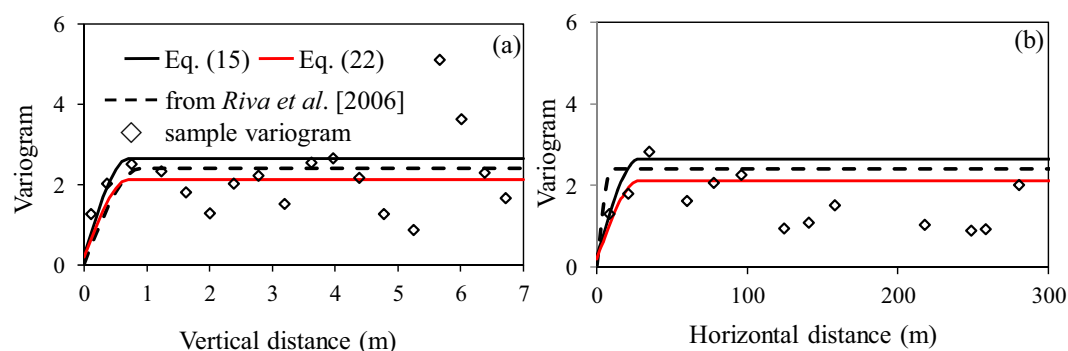 6
4
2
0
Variogram
(a)
Eq. (15)
Eq. (22)
from Riva et al. [2006]
sample variogram
0 1 2 3 4 5 6 7
Vertical distance (m)
6
4
2
0
Variogram
(b)
0 100 200 300
Horizontal distance (m)